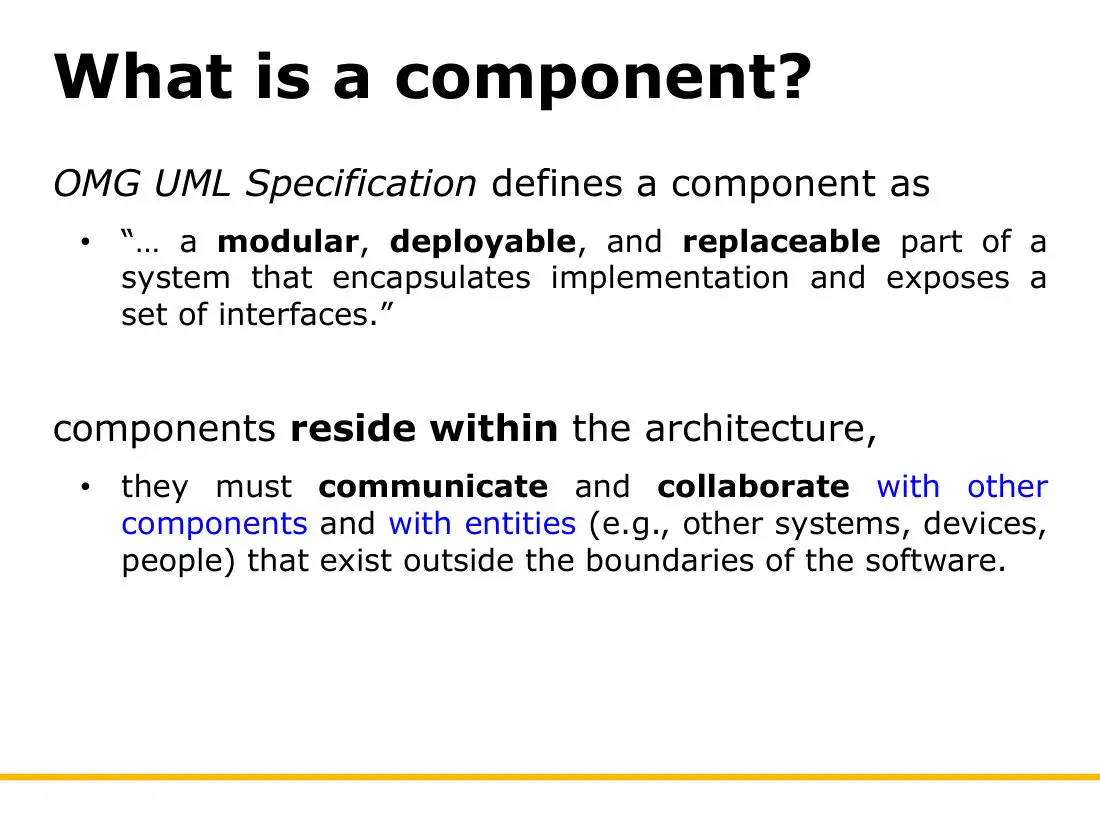 What is a component?
OMG UML Specification defines a component as
• “… a modular, deployable, and replaceable part of a
system that encapsulates implementation and exposes a
set of interfaces.”
components reside within the architecture,
• they must communicate and collaborate with other
components and with entities (e.g., other systems, devices,
people) that exist outside the boundaries of the software.